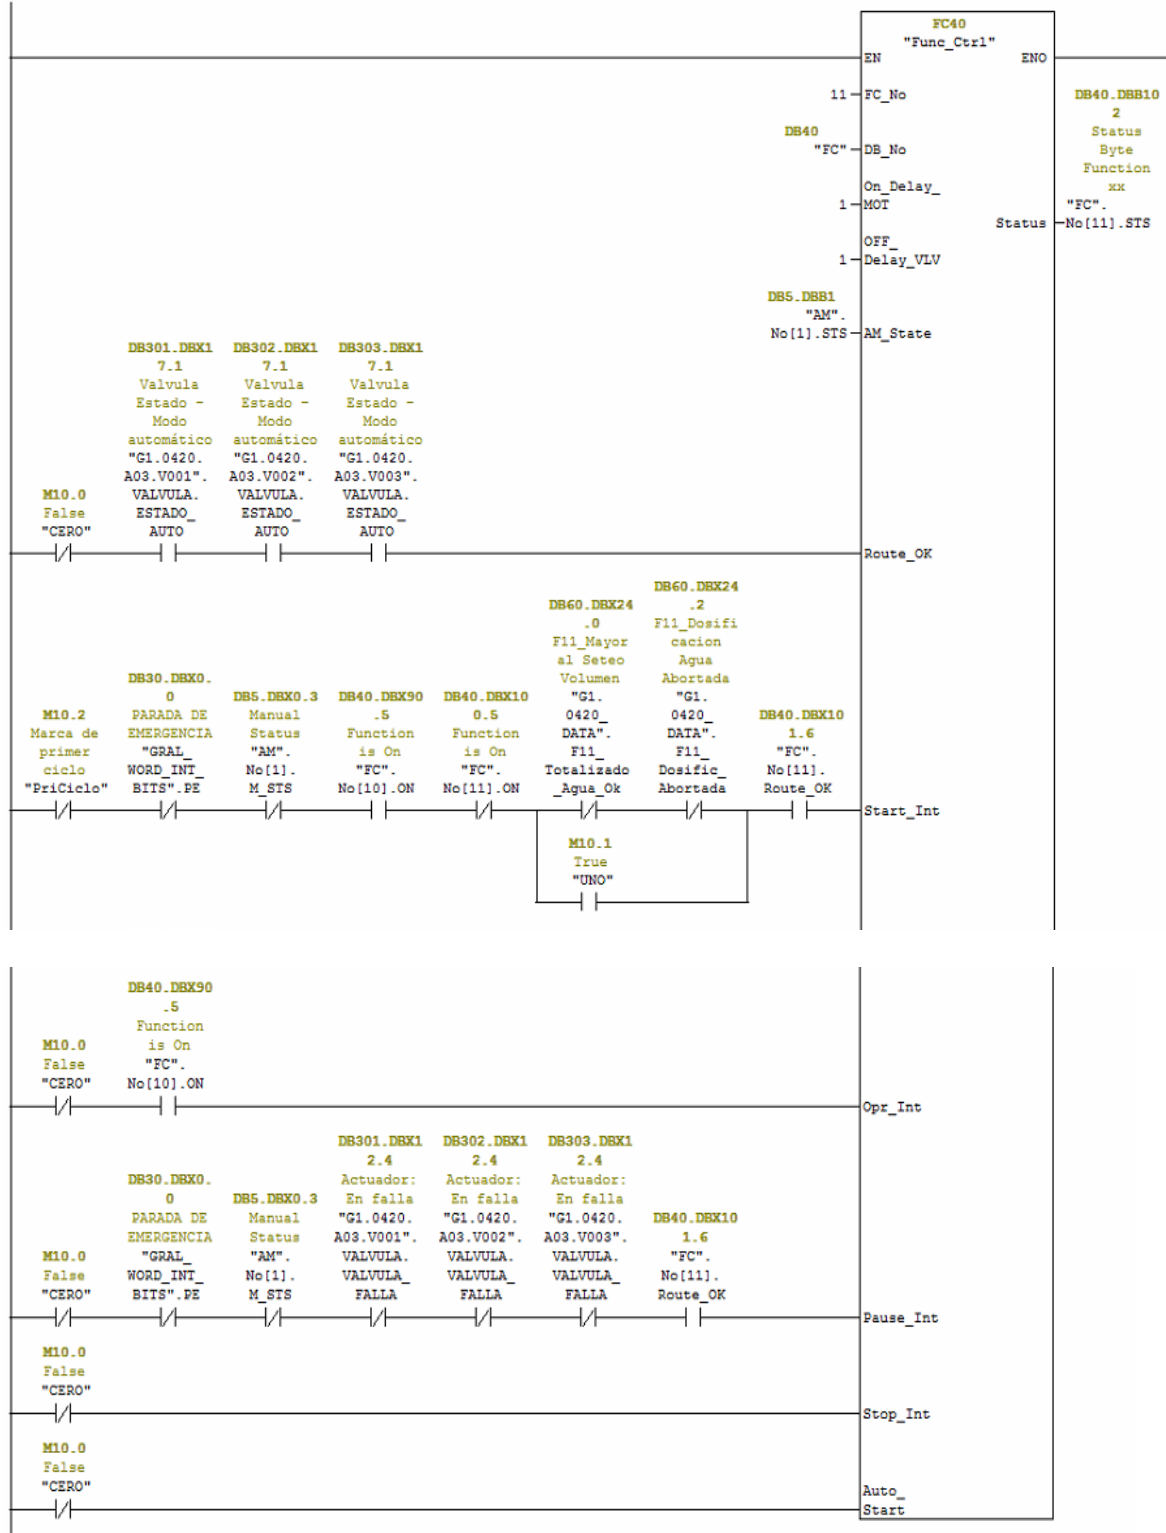 FC40
"Func_Ctrl"
EN
ENO
11
FC_No
DB40
"FC"
DB_No
On_Delay_
1
MOT
OFF_
1
Delay_VLV
DB5.DBB1
"AM".
No[1].STS
AM_State
DB40.DBB10
2
Status
Byte
Function
xx
"FC".
Status
No[11].STS
DB301.DBX1
7.1
Valvula
Estado -
Modo
automático
"G1.0420.
A03.V001".
VALVULA.
ESTADO_
AUTO
DB302.DBX1
7.1
Valvula
Estado -
Modo
automático
"G1.0420.
A03.V002".
VALVULA.
ESTADO_
AUTO
DB303.DBX1
7.1
Valvula
Estado -
Modo
automático
"G1.0420.
A03.V003".
VALVULA.
ESTADO_
AUTO
M10.0
False
"CERO"
Route_OK
M10.2
Marca de
primer
ciclo
"PriCiclo"
DB30.DBX0.
0
PARADA DE
EMERGENCIA
"GRAL_
WORD_INT_
BITS".PE
DB5.DBX0.3
Manual
Status
"AM".
No[1].
M_STS
DB40.DBX90
.5
Function
is On
"FC".
No[10].ON
DB40.DBX10
0.5
Function
is On
"FC".
No[11].ON
DB60.DBX24
.0
F11_Mayor
al Seteo
Volumen
"G1.
0420_
DATA".
F11_
Totalizado
_Agua_Ok
DB60.DBX24
.2
F11_Dosifi
cacion
Agua
Abortada
"G1.
0420_
DATA".
F11_
Dosific_
Abortada
DB40.DBX10
1.6
"FC".
No[11].
Route_OK
Start_Int
M10.1
True
"UNO"
M10.0
False
"CERO"
DB40.DBX90
.5
Function
is On
"FC".
No[10].ON
Opr_Int
M10.0
False
"CERO"
DB30.DBX0.
0
PARADA DE
EMERGENCIA
"GRAL_
WORD_INT_
BITS".PE
DB5.DBX0.3
Manual
Status
"AM".
No[1].
M_STS
DB301.DBX1
2.4
Actuador:
En falla
"G1.0420.
A03.V001".
VALVULA.
VALVULA_
FALLA
DB302.DBX1
2.4
Actuador:
En falla
"G1.0420.
A03.V002".
VALVULA.
VALVULA_
FALLA
DB303.DBX1
2.4
Actuador:
En falla
"G1.0420.
A03.V003".
VALVULA.
VALVULA_
FALLA
DB40.DBX10
1.6
"FC".
No[11].
Route_OK
Pause_Int
M10.0
False
"CERO"
Stop_Int
M10.0
False
"CERO"
Auto_
Start